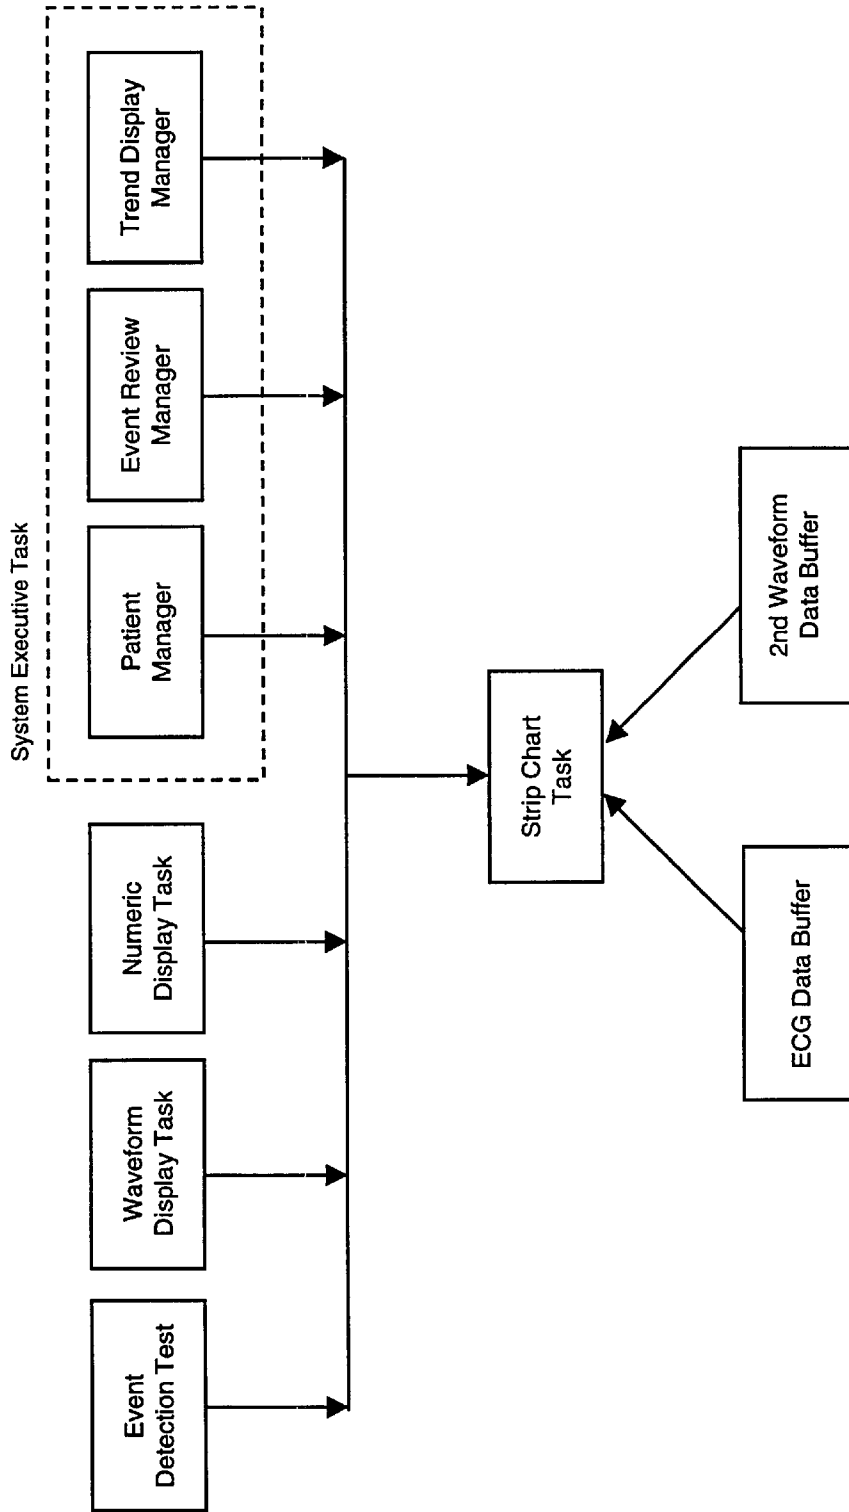 System Executive Task
Event
Detection Test
Waveform
Display Task
Numeric
Display Task
Patient
Manager
Event Review
Manager
Trend Display
Manager
Strip Chart
Task
ECG Data Buffer
2nd Waveform
Data Buffer